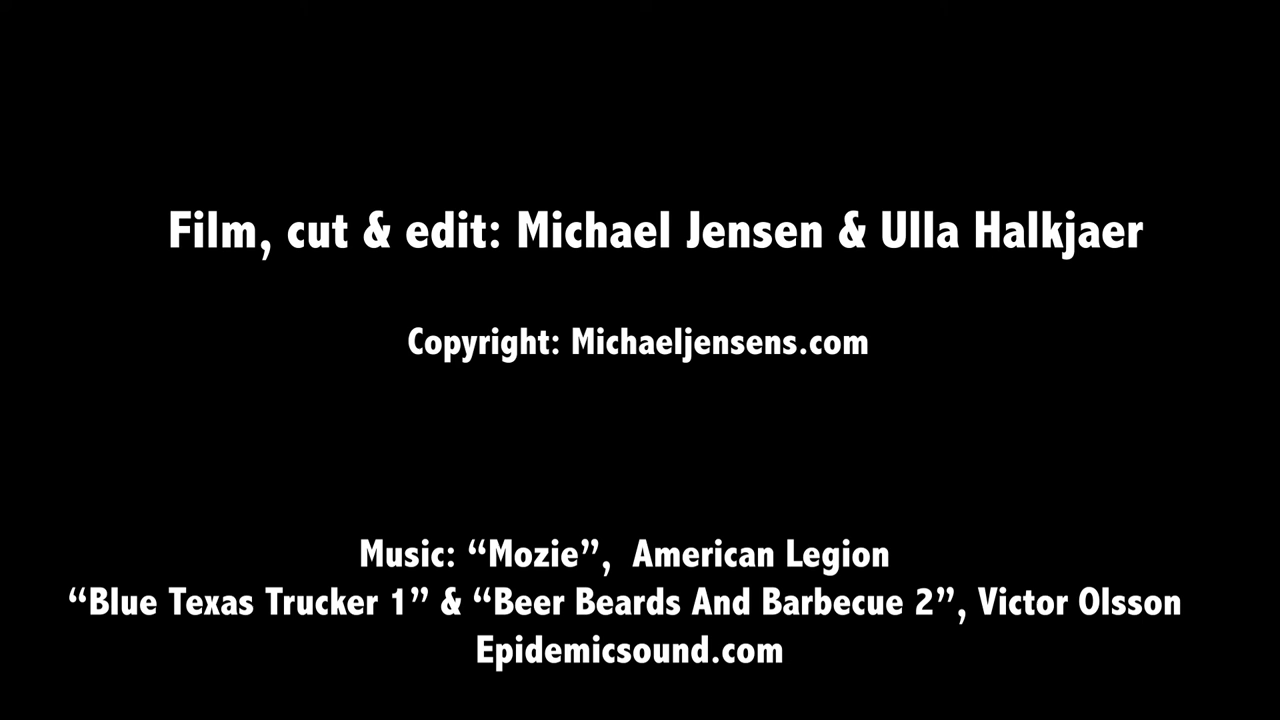 Film, cut & edit: Michael Jensen & Ulla Halkjaer
Copyright: Michaeljensens.com
Music: “Mozie”,  American Legion
“Blue Texas Trucker 1” & “Beer Beards And Barbecue 2”, Victor Olsson
Epidemicsound.com